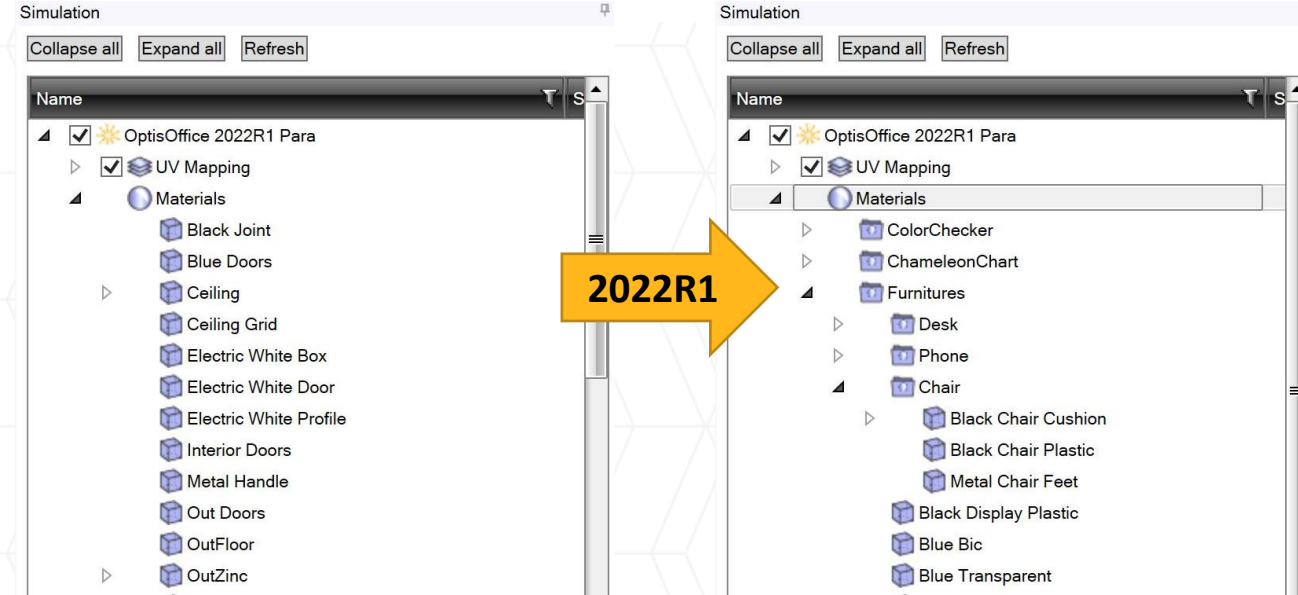 Simulation
Collapse all Expand all Refresh
Name S
OptisOffice 2022R1 Para
UV Mapping
Materials
Black Joint
Blue Doors
Ceiling
Ceiling Grid
Electric White Box
Electric White Door
Electric White Profile
Interior Doors
Metal Handle
Out Doors
OutFloor
OutZinc
2022R1
Simulation
Collapse all Expand all Refresh
Name S
OptisOffice 2022R1 Para
UV Mapping
Materials
ColorChecker
ChameleonChart
Furnitures
Desk
Phone
Chair
Black Chair Cushion
Black Chair Plastic
Metal Chair Feet
Black Display Plastic
Blue Bic
Blue Transparent